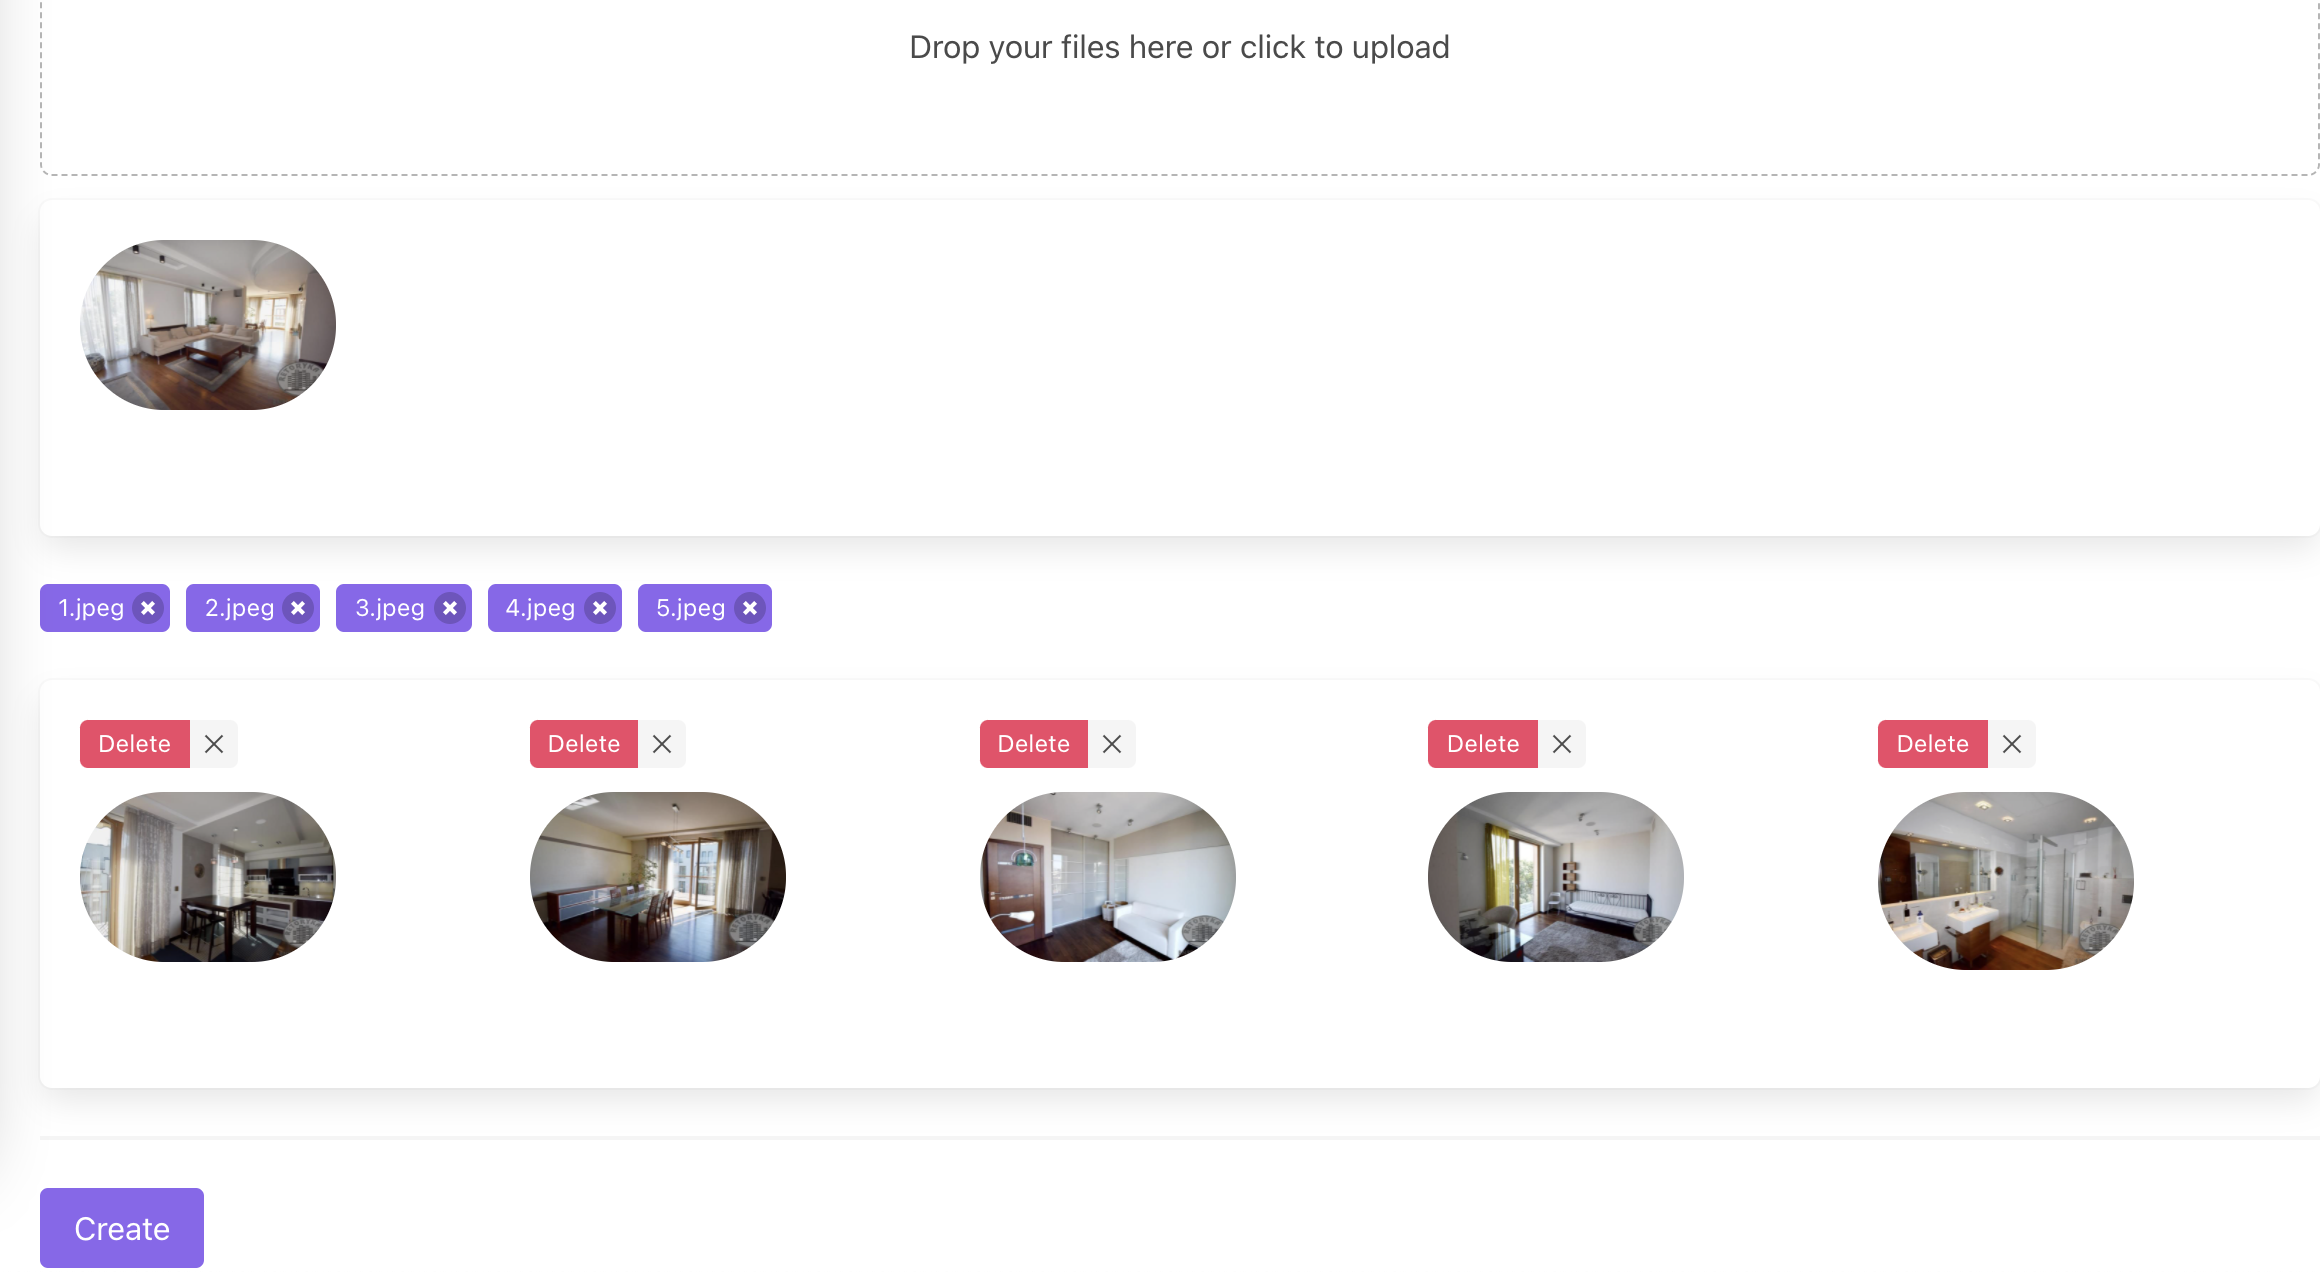 Drop your files here or click to upload
1.jpeg 2.jpeg 3.jpeg 4.jpeg 5.jpeg
Delete Delete Delete Delete Delete
Create